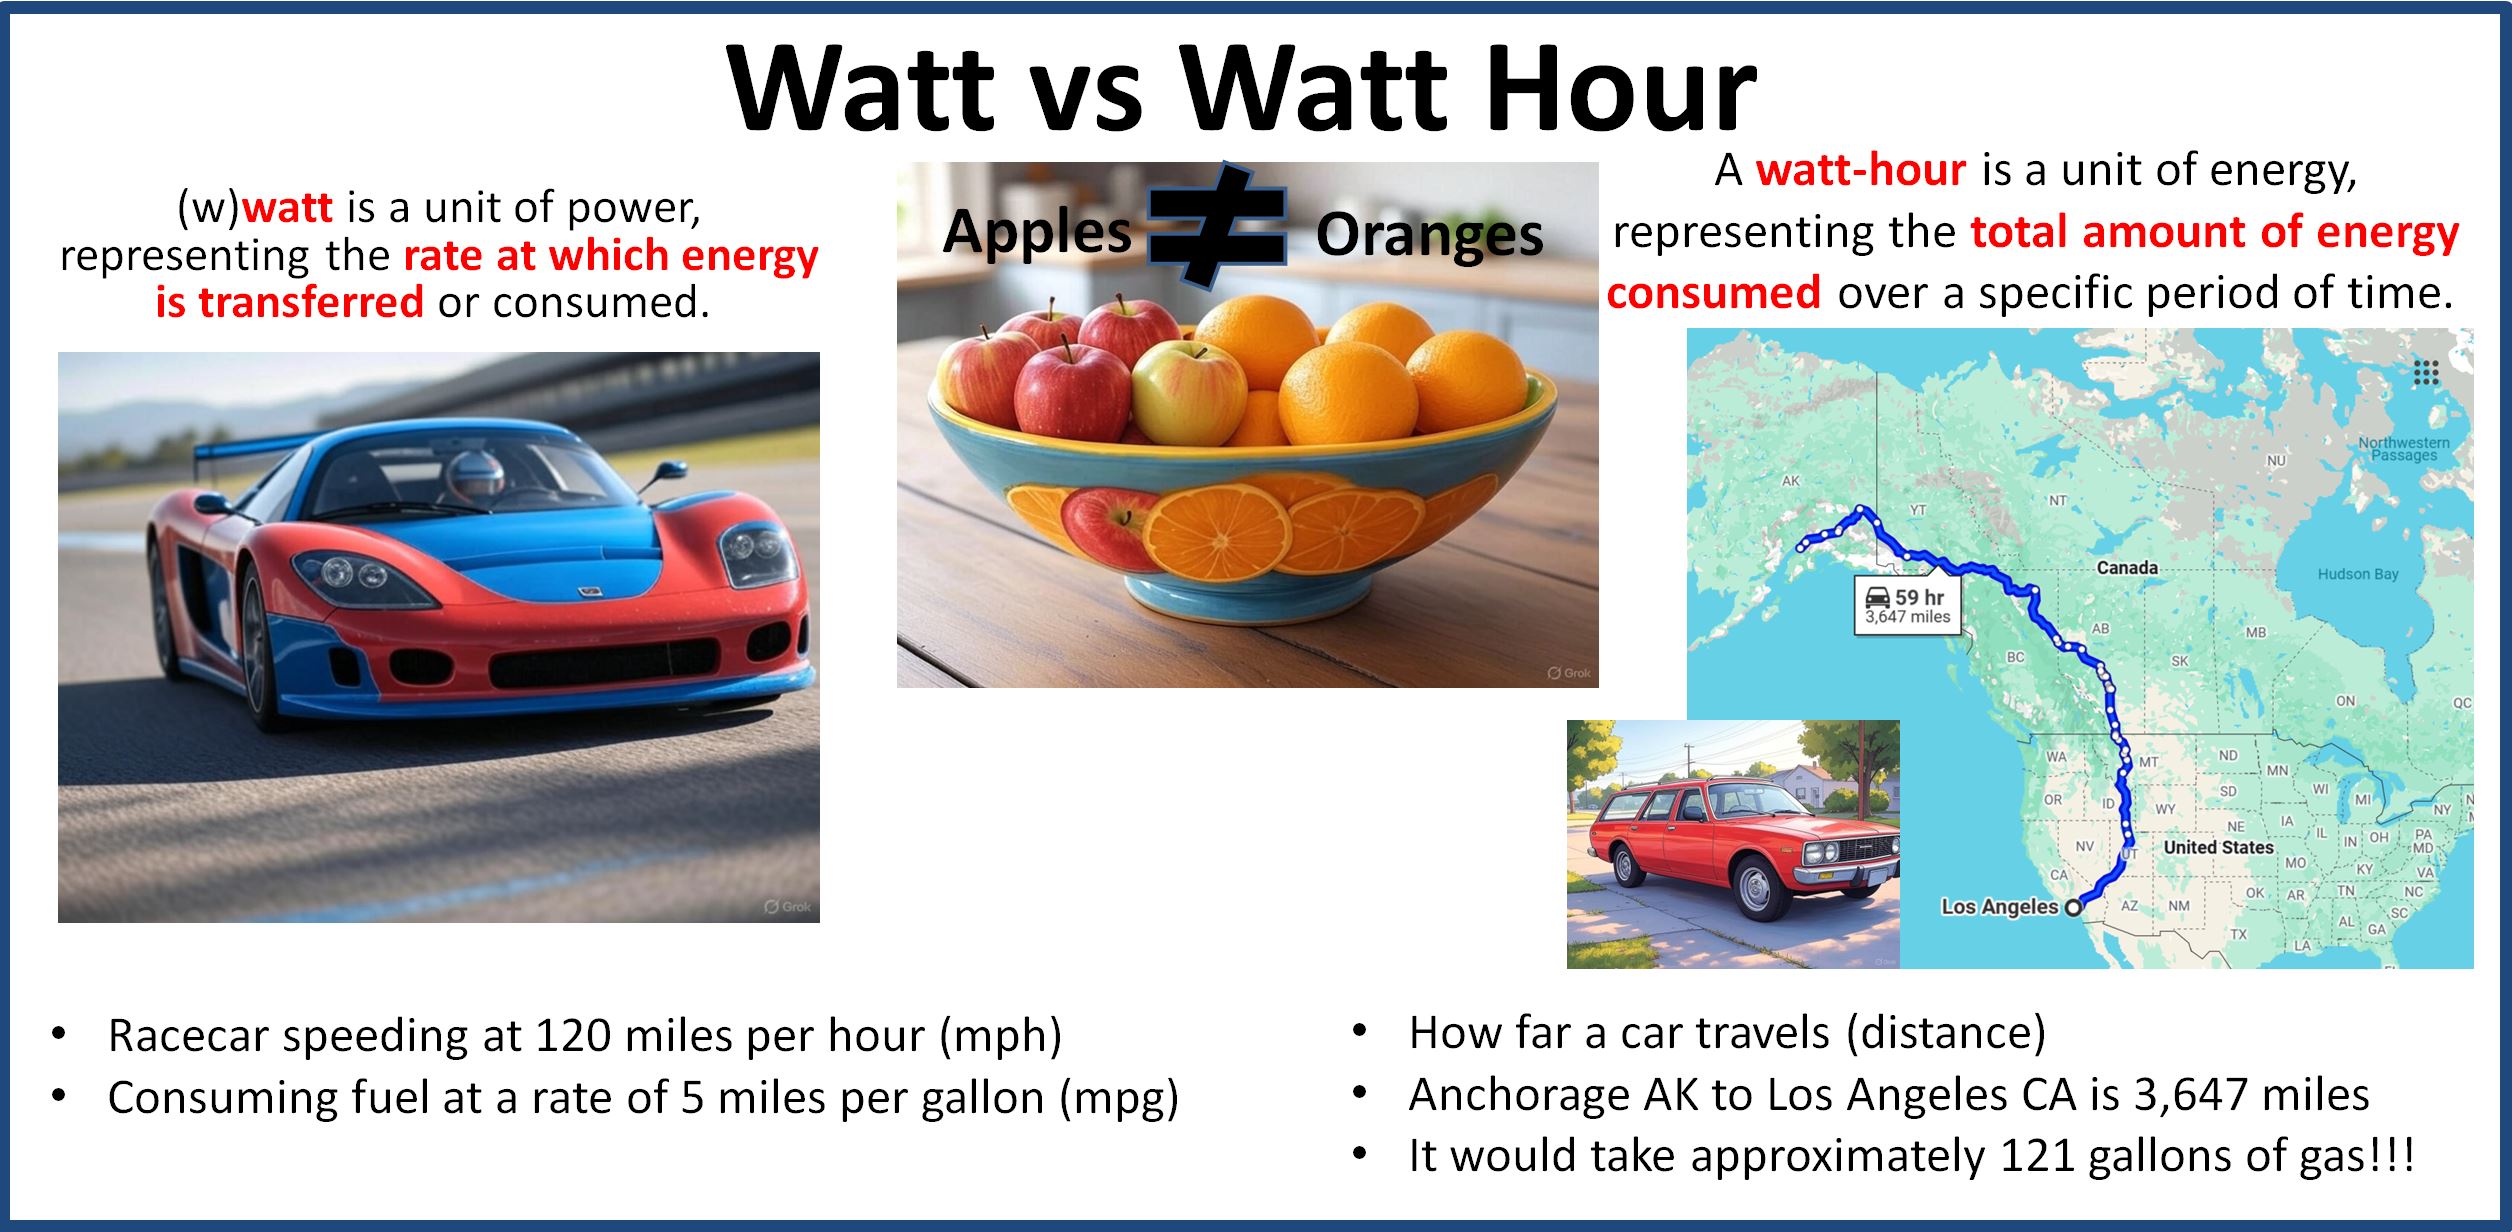 Watt vs Watt Hour
(w)watt is a unit of power,
representing the rate at which energy
is transferred or consumed.
Apples ≠ Oranges
A watt-hour is a unit of energy,
representing the total amount of energy
consumed over a specific period of time.
Grok
Grok
Northwestern
Passages
NU
AK
NT
YT
Canada
Hudson Bay
59 hr
3,647 miles
AB
MB
BC
SK
ON
QC
WA
MT
ND
MN
OR
ID
WY
SD
WI
MI
NY
NE
IA
IL
IN
OH
PA
MD
NV
UT
United States
MO
KY
VA
CA
OK
AR
TN
NC
Los Angeles
AZ
NM
SC
AL
GA
TX
LA
Grok
• Racecar speeding at 120 miles per hour (mph)
• Consuming fuel at a rate of 5 miles per gallon (mpg)
• How far a car travels (distance)
• Anchorage AK to Los Angeles CA is 3,647 miles
• It would take approximately 121 gallons of gas!!!